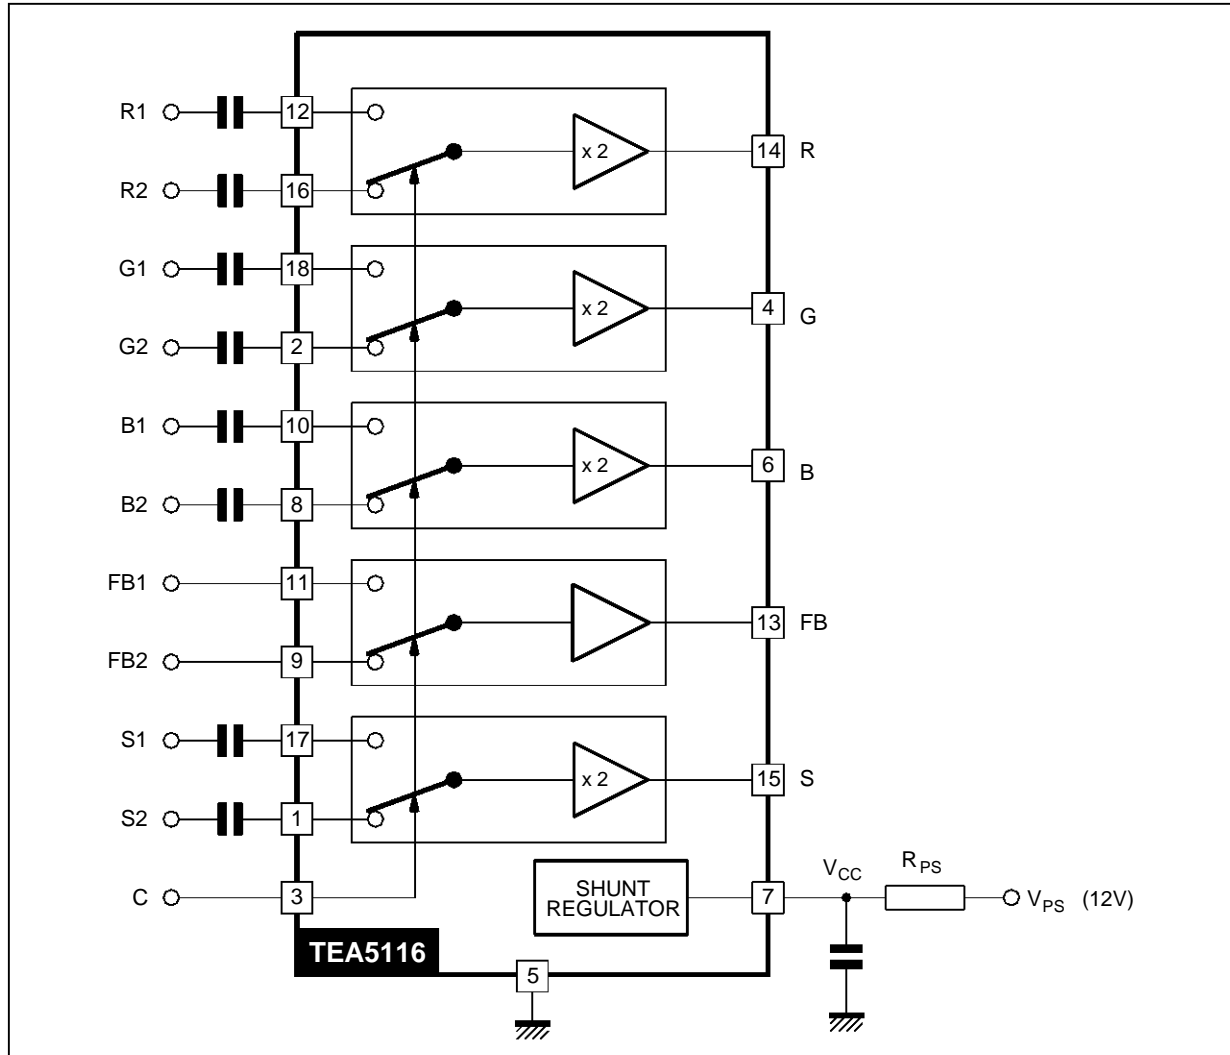 R1 12
x 2 14 R
R2 16
G1 18
x 2 4 G
G2 2
B1 10
x 2 6 B
B2 8
FB1 11
13 FB
FB2 9
S1 17
x 2 15 S
S2 1
C 3
SHUNT
REGULATOR
7
VCC
RPS
VPS (12V)
TEA5116
5